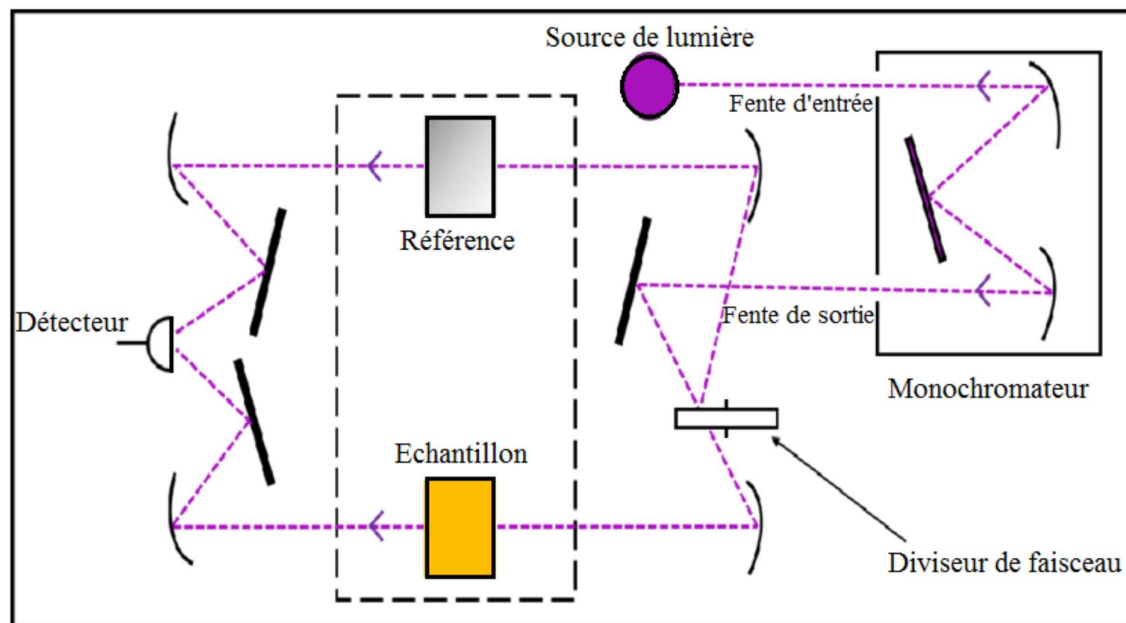 Source de lumière
Fente d'entrée
Référence
Détecteur
Fente de sortie
Monochromateur
Echantillon
Diviseur de faisceau